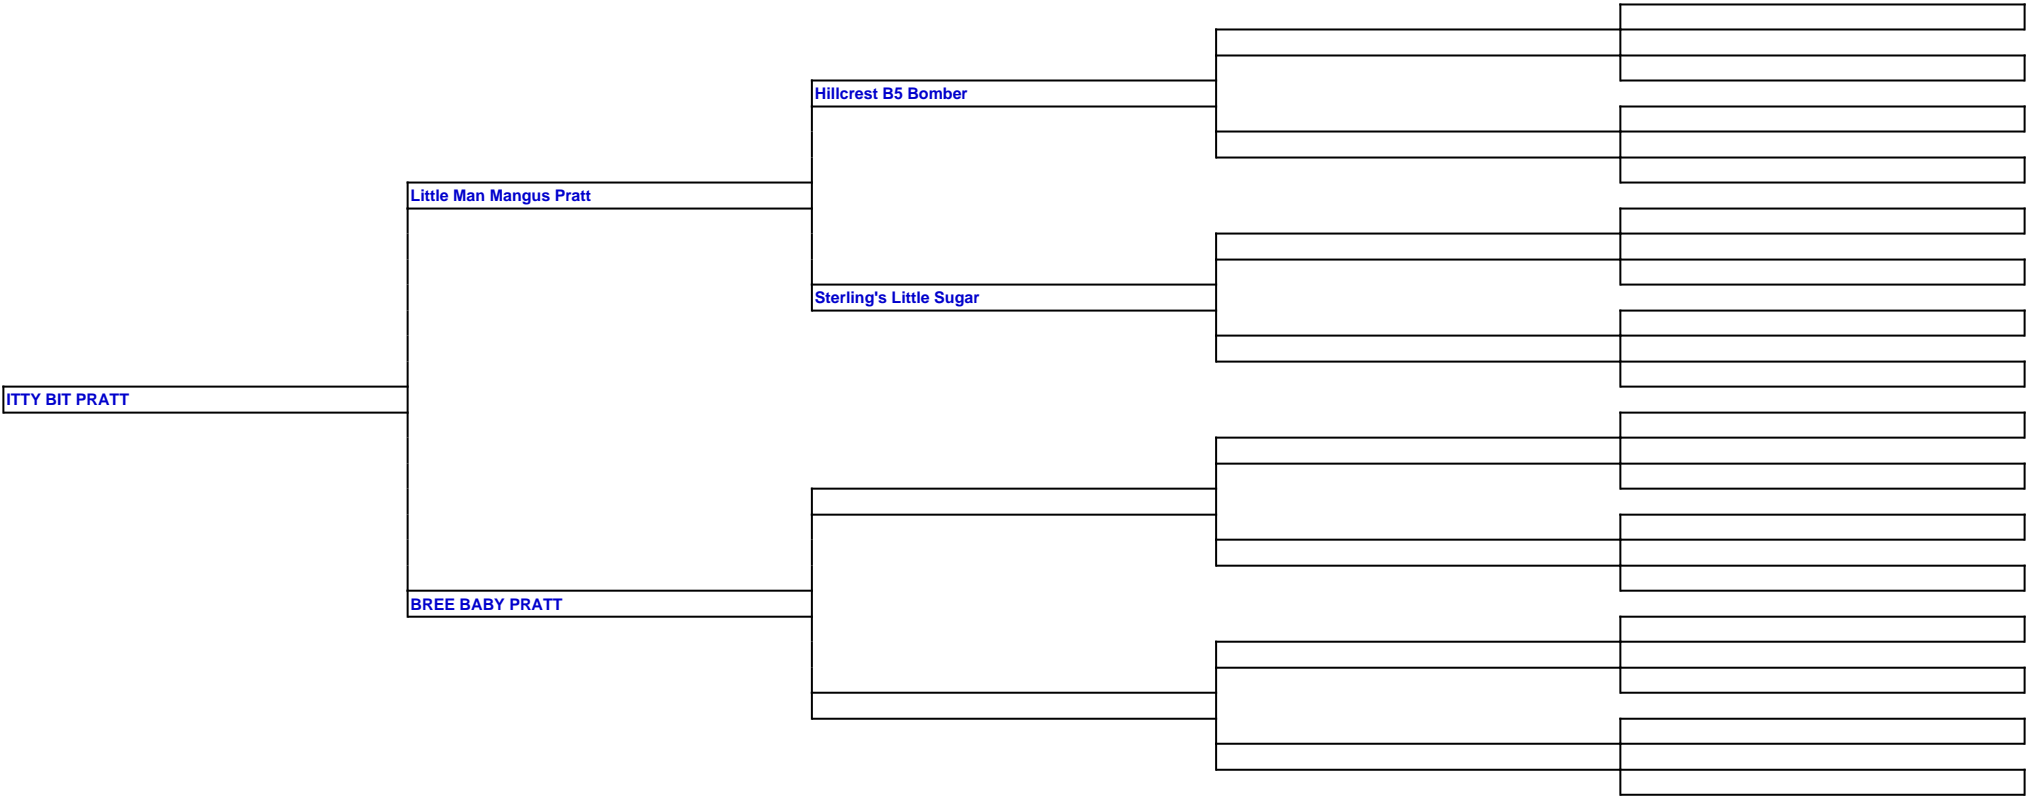 Hillcrest B5 Bomber
Little Man Mangus Pratt
Sterling's Little Sugar
ITTY BIT PRATT
BREE BABY PRATT